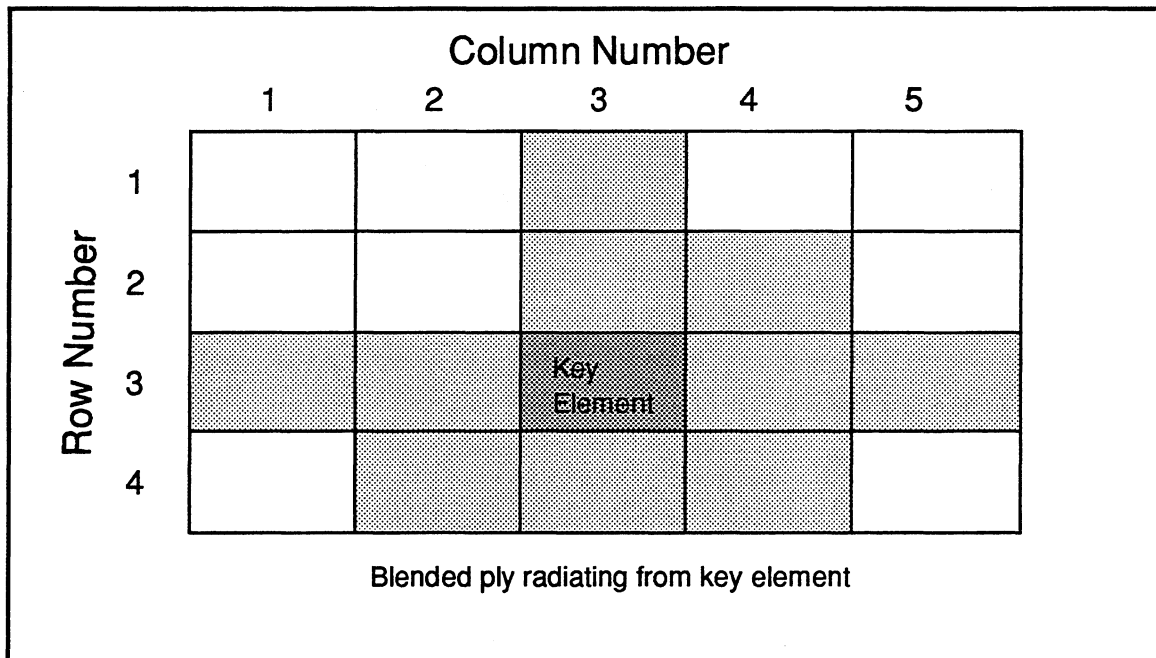 Column Number
1 2 3 4 5
Row Number
1
2
3
Key
Element
4
Blended ply radiating from key element